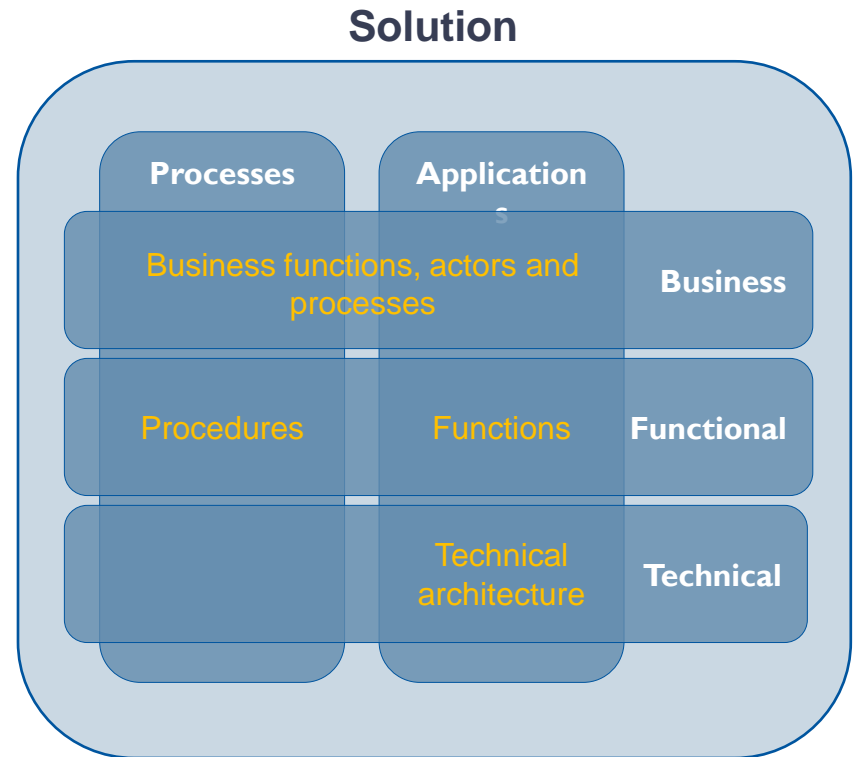 Solution
Processes
Application
s
Business functions, actors and
processes
Business
Procedures
Functions
Functional
Technical
architecture
Technical